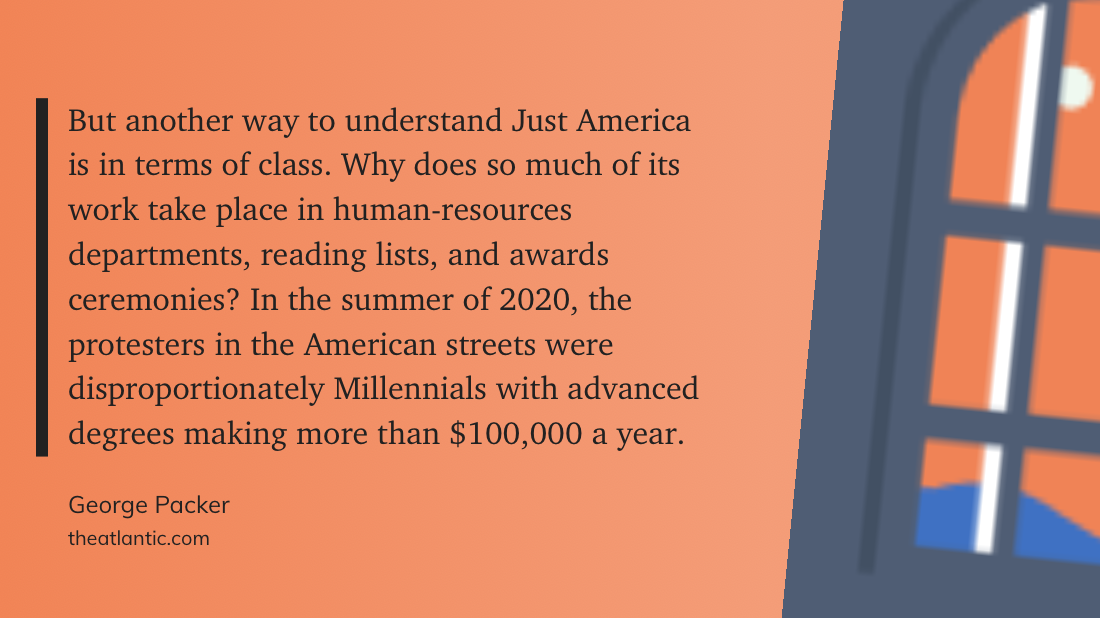 But another way to understand Just America
is in terms of class. Why does so much of its
work take place in human-resources
departments, reading lists, and awards
ceremonies? In the summer of 2020, the
protesters in the American streets were
disproportionately Millennials with advanced
degrees making more than $100,000 a year.
George Packer
theatlantic.com